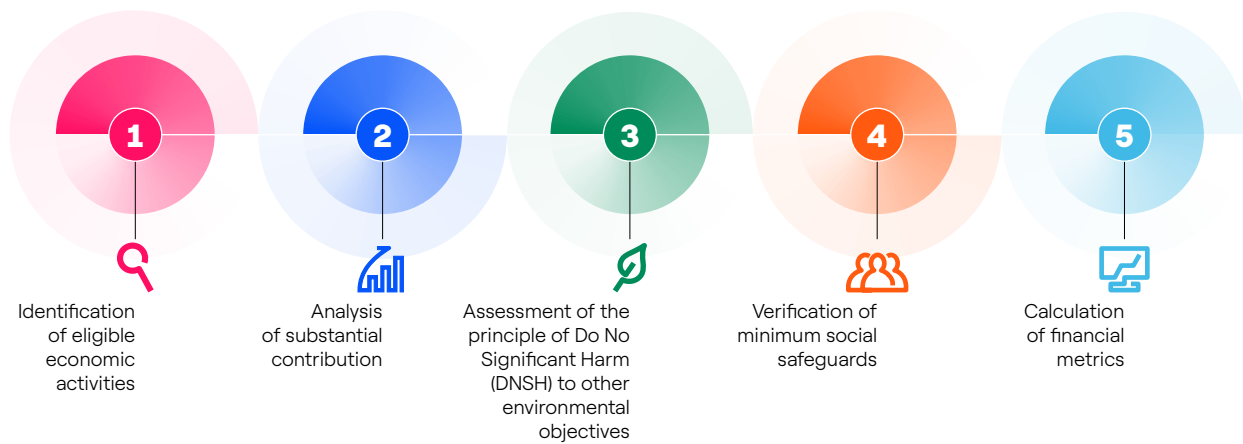 1
Identification
of eligible
economic
activities
2
Analysis
of substantial
contribution
3
Assessment of the
principle of Do No
Significant Harm
(DNSH) to other
environmental
objectives
4
Verification of
minimum social
safeguards
5
Calculation
of financial
metrics